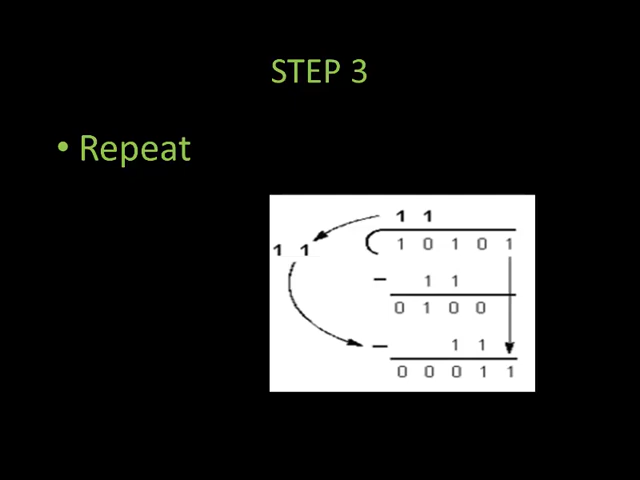 STEP 3
• Repeat
1 1
1 1
1 0 1 0 1
– 1 1
0 1 0 0
– 1 1
0 0 0 1 1